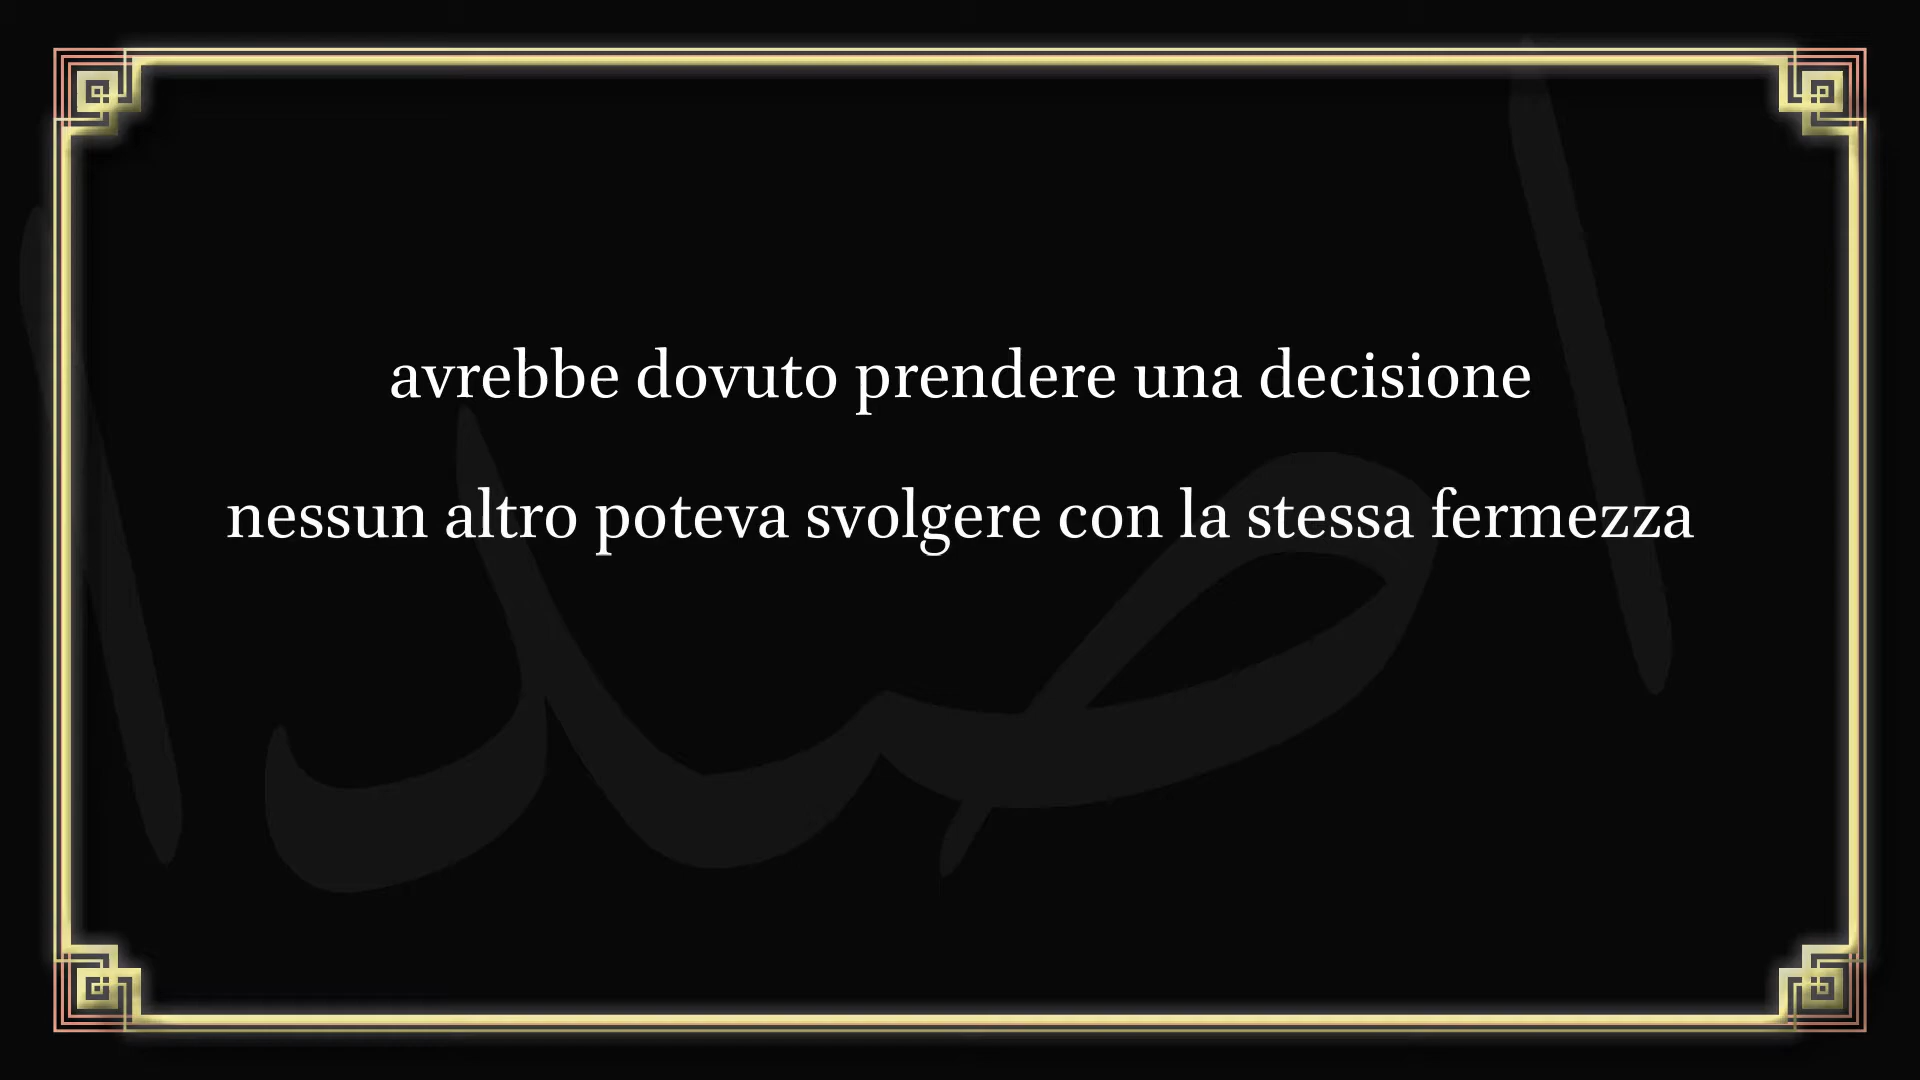 avrebbe dovuto prendere una decisione
nessun altro poteva svolgere con la stessa fermezza